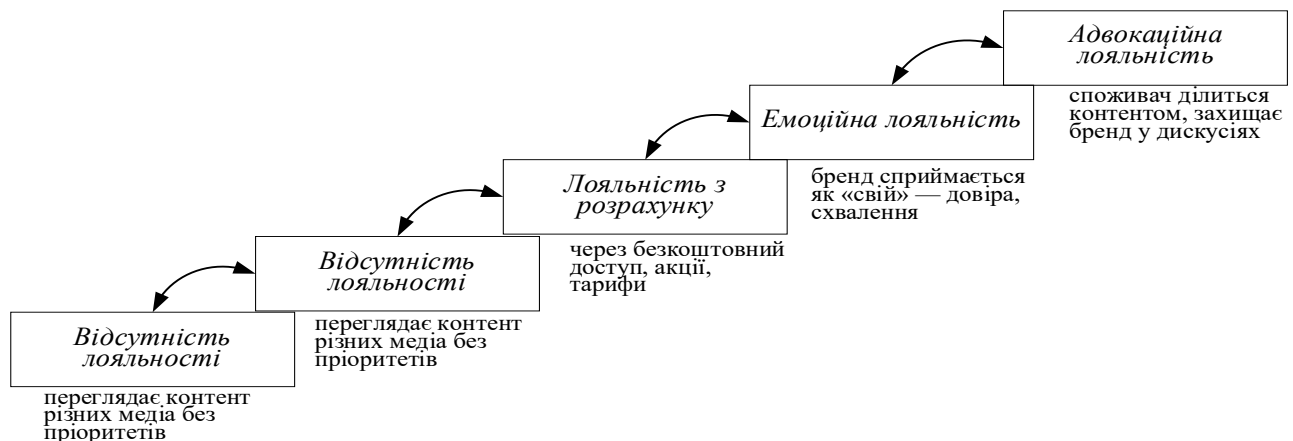 Адвокаційна
лояльність
споживач ділиться
контентом, захищає
бренд у дискусіях
Емоційна лояльність
бренд сприймається
як «свій» — довіра,
схвалення
Лояльність з
розрахунку
через безкоштовний
доступ, акції,
тарифи
Відсутність
лояльності
переглядає контент
різних медіа без
пріоритетів
Відсутність
лояльності
переглядає контент
різних медіа без
пріоритетів